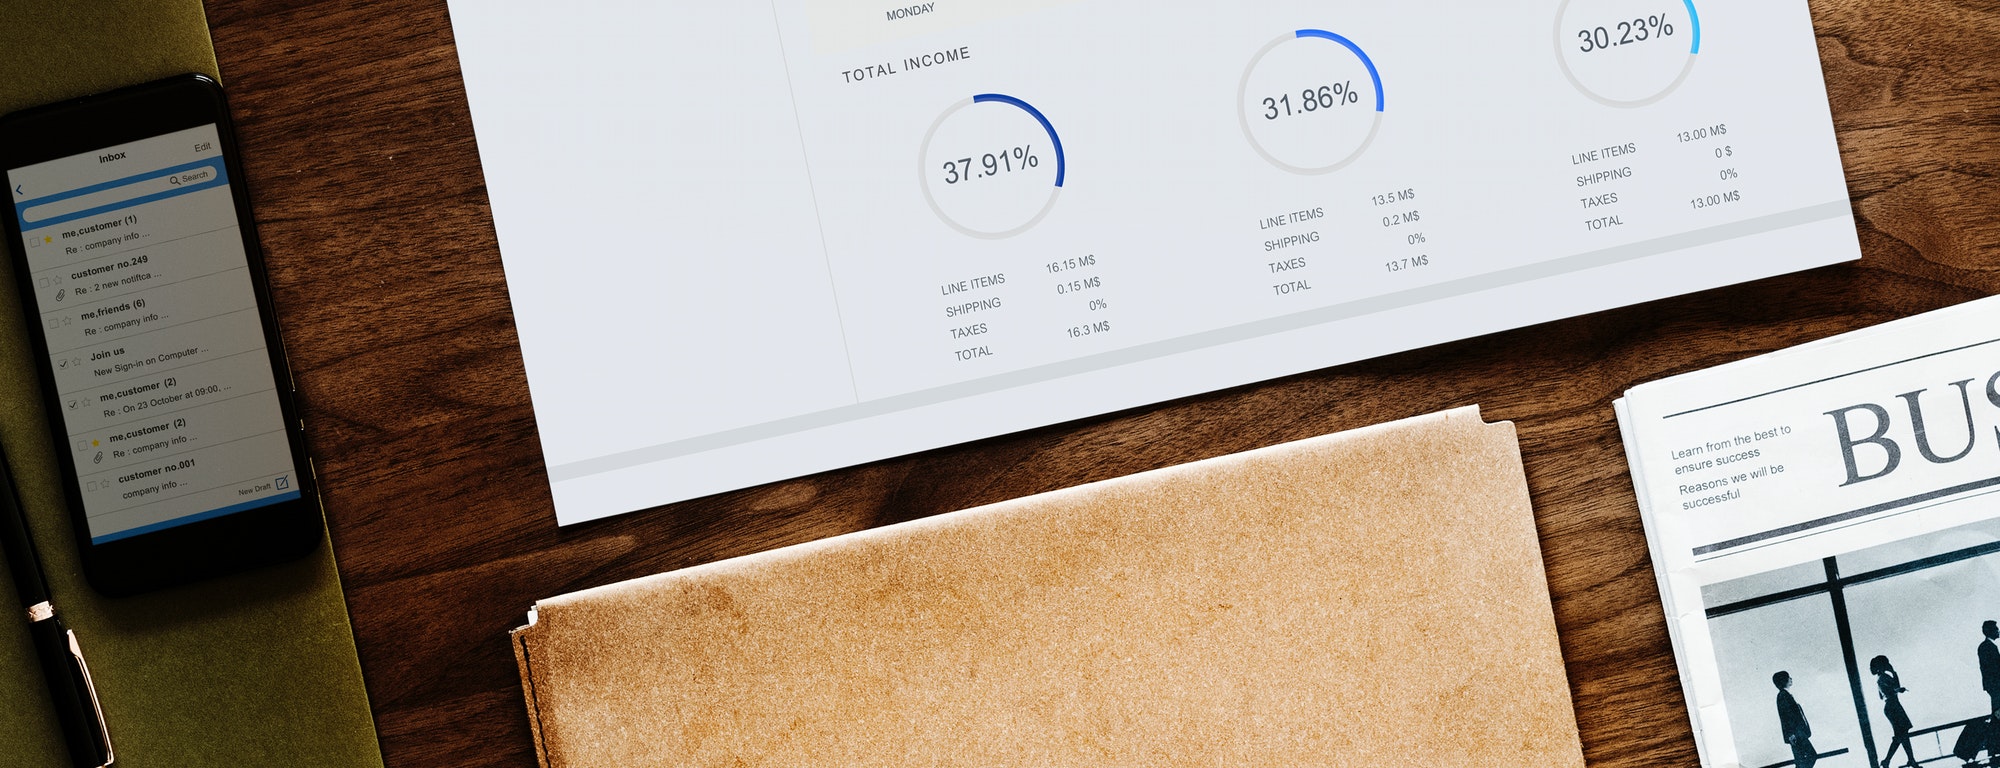 Inbox
Edit
Search
me,customer (1)
Re : company info ...
customer no.249
Re : 2 new notiftca ...
me,friends (6)
Re : company info ...
Join us
New Sign-in on Computer ...
me,customer (2)
Re : On 23 October at 09:00, ...
me,customer (2)
Re : company info ...
customer no.001
company info ...
New Draft
MONDAY
TOTAL INCOME
37.91%
LINE ITEMS 16.15 M$
SHIPPING 0.15 M$
TAXES 0%
TOTAL 16.3 M$
31.86%
LINE ITEMS 13.5 M$
SHIPPING 0.2 M$
TAXES 0%
TOTAL 13.7 M$
30.23%
LINE ITEMS 13.00 M$
SHIPPING 0 $
TAXES 0%
TOTAL 13.00 M$
Learn from the best to
ensure success
Reasons we will be
successful
BUS